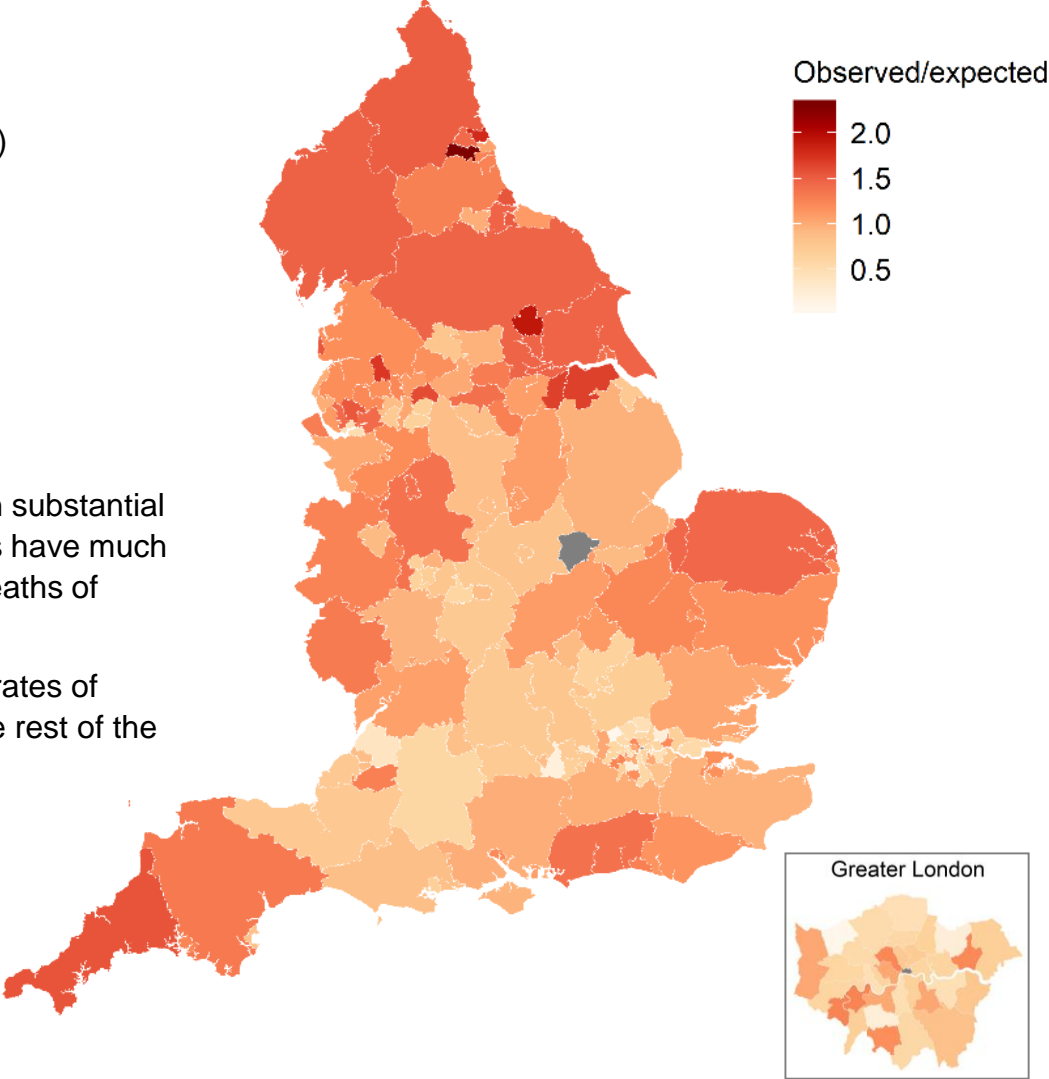 Observed/expected
)
2.0
1.5
1.0
0.5
substantial
s have much
eaths of
rates of
e rest of the
Greater London